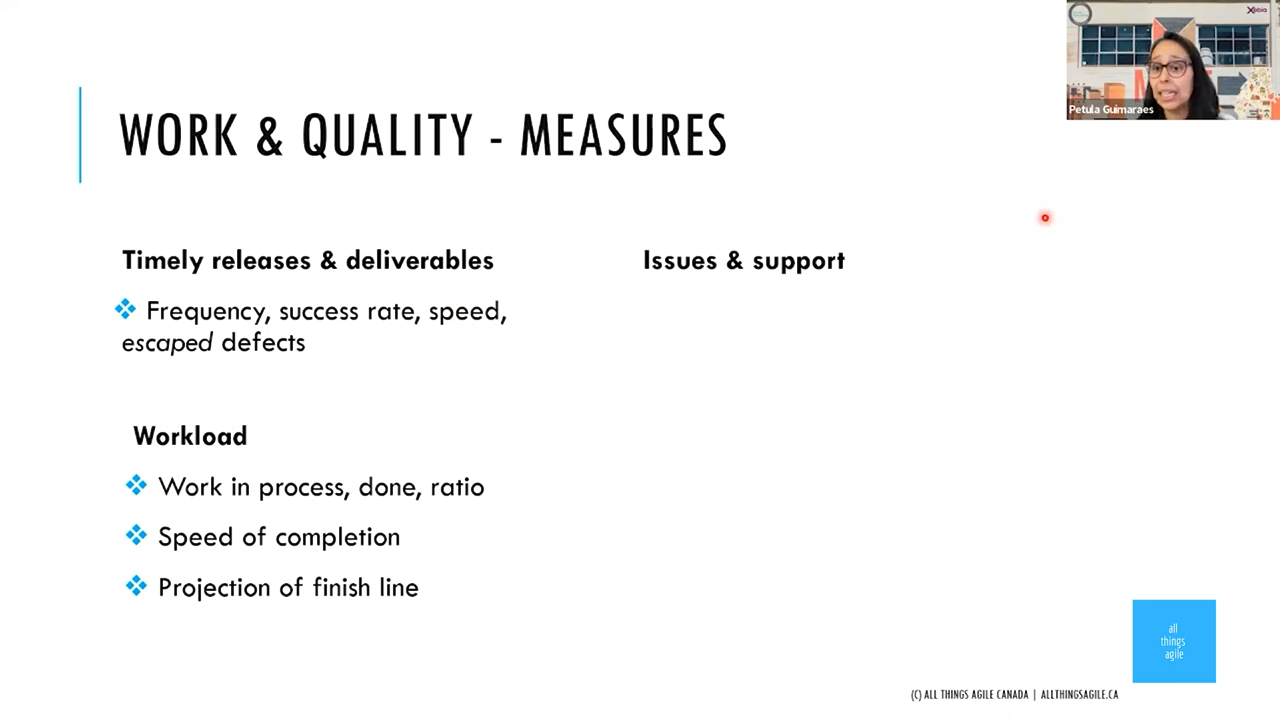 Xebia
Petula Guimaraes
WORK & QUALITY - MEASURES
Timely releases & deliverables
❖ Frequency, success rate, speed,
escaped defects
Workload
❖ Work in process, done, ratio
❖ Speed of completion
❖ Projection of finish line
Issues & support
all
things
agile
(C) ALL THINGS AGILE CANADA | ALLTHINGSAGILE.CA